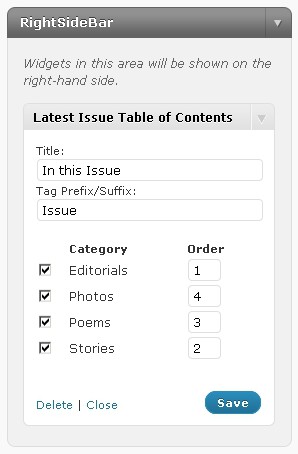 RightSideBar
Widgets in this area will be shown on the
right-hand side.
Latest Issue Table of Contents
Title:
In this Issue
Tag Prefix/Suffix:
Issue
Category Order
Editorials 1
Photos 4
Poems 3
Stories 2
Delete | Close Save